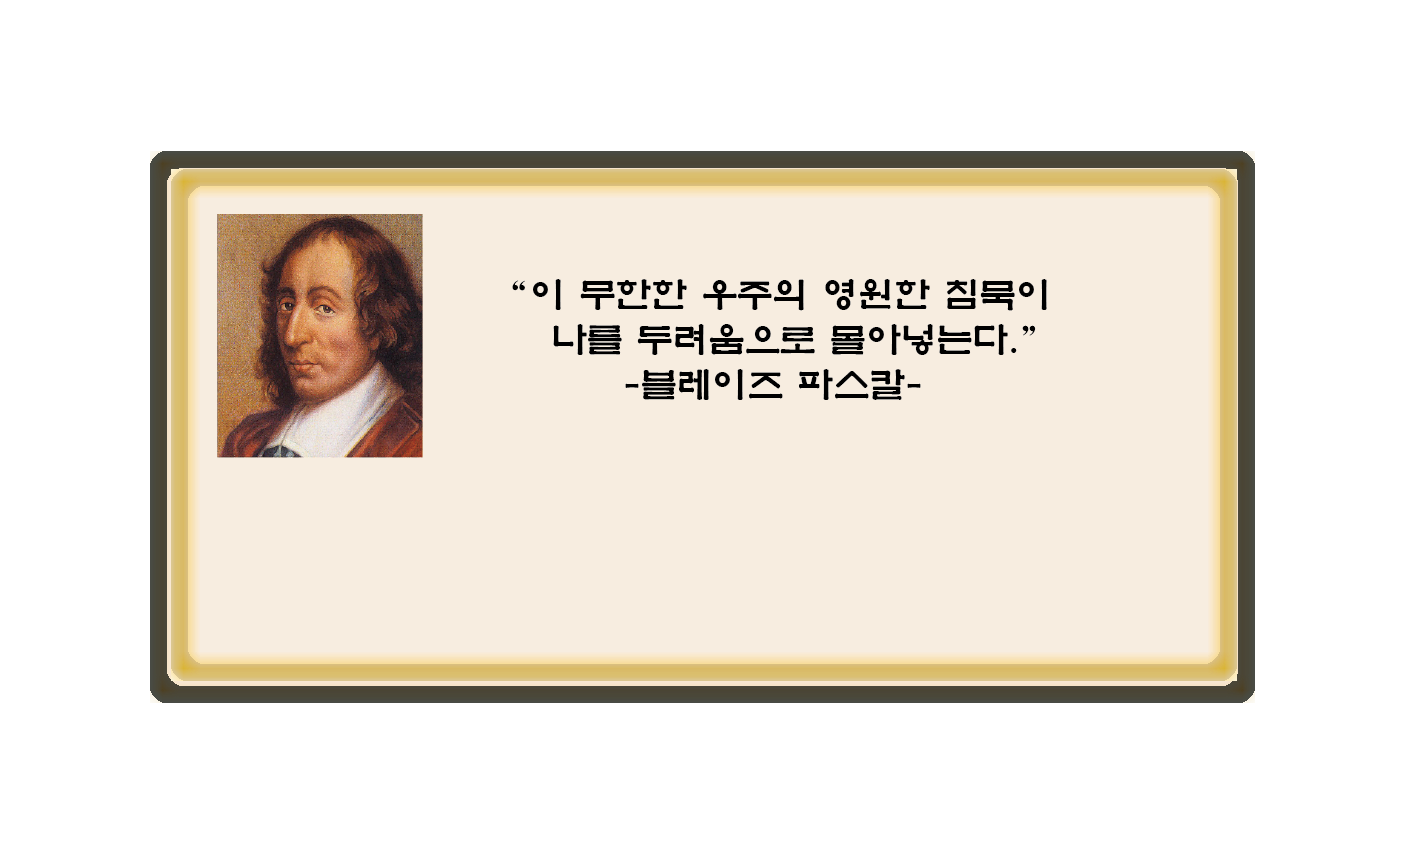 “이 무한한 우주의 영원한 침묵이
나를 두려움으로 몰아넣는다.”
-블레이즈 파스칼-